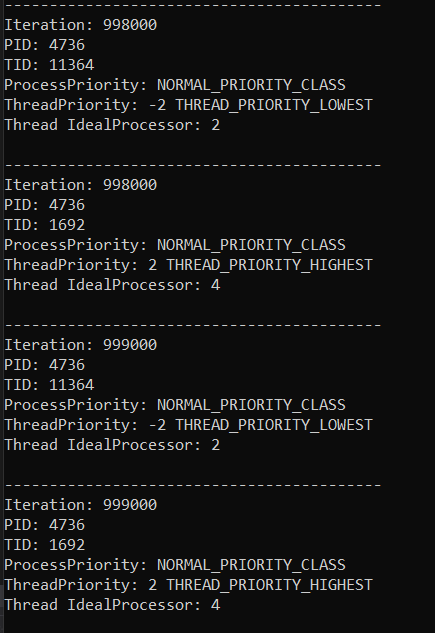 ------------------------------------------
Iteration: 998000
PID: 4736
TID: 11364
ProcessPriority: NORMAL_PRIORITY_CLASS
ThreadPriority: -2 THREAD_PRIORITY_LOWEST
Thread IdealProcessor: 2
------------------------------------------
Iteration: 998000
PID: 4736
TID: 1692
ProcessPriority: NORMAL_PRIORITY_CLASS
ThreadPriority: 2 THREAD_PRIORITY_HIGHEST
Thread IdealProcessor: 4
------------------------------------------
Iteration: 999000
PID: 4736
TID: 11364
ProcessPriority: NORMAL_PRIORITY_CLASS
ThreadPriority: -2 THREAD_PRIORITY_LOWEST
Thread IdealProcessor: 2
------------------------------------------
Iteration: 999000
PID: 4736
TID: 1692
ProcessPriority: NORMAL_PRIORITY_CLASS
ThreadPriority: 2 THREAD_PRIORITY_HIGHEST
Thread IdealProcessor: 4